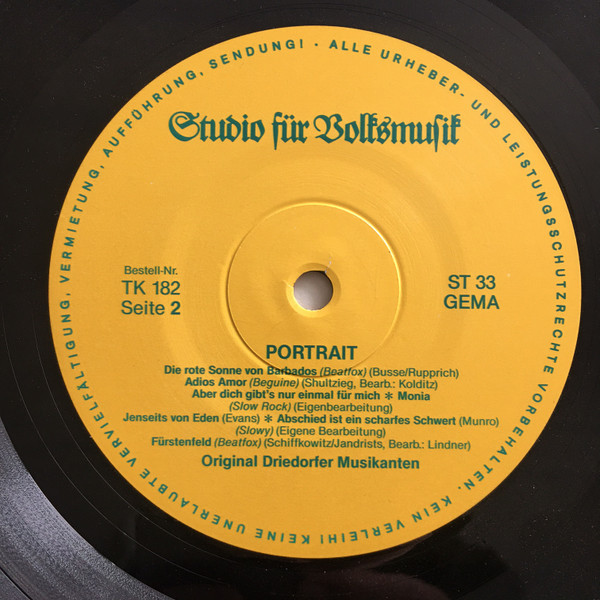 ALLE URHEBER- UND LEISTUNGSSCHUTZRECHTE VORBEHALTEN. KEIN VERLEIH! KEINE UNERLAUBTE VERVIELFÄLTIGUNG, VERMIETUNG, AUFFÜHRUNG, SENDUNG! ·
Studio für Volksmusik
Bestell-Nr.
TK 182
Seite 2
ST 33
GEMA
PORTRAIT
Die rote Sonne von Barbados (Beatfox) (Busse/Rupprich)
Adios Amor (Beguine) (Shultzieg, Bearb.: Kolditz)
Aber dich gibt's nur einmal für mich * Monia
(Slow Rock) (Eigenbearbeitung)
Jenseits von Eden (Evans) * Abschied ist ein scharfes Schwert (Munro)
(Slowy) (Eigene Bearbeitung)
Fürstenfeld (Beatfox) (Schiffkowitz/Jandrists, Bearb.: Lindner)
Original Driedorfer Musikanten